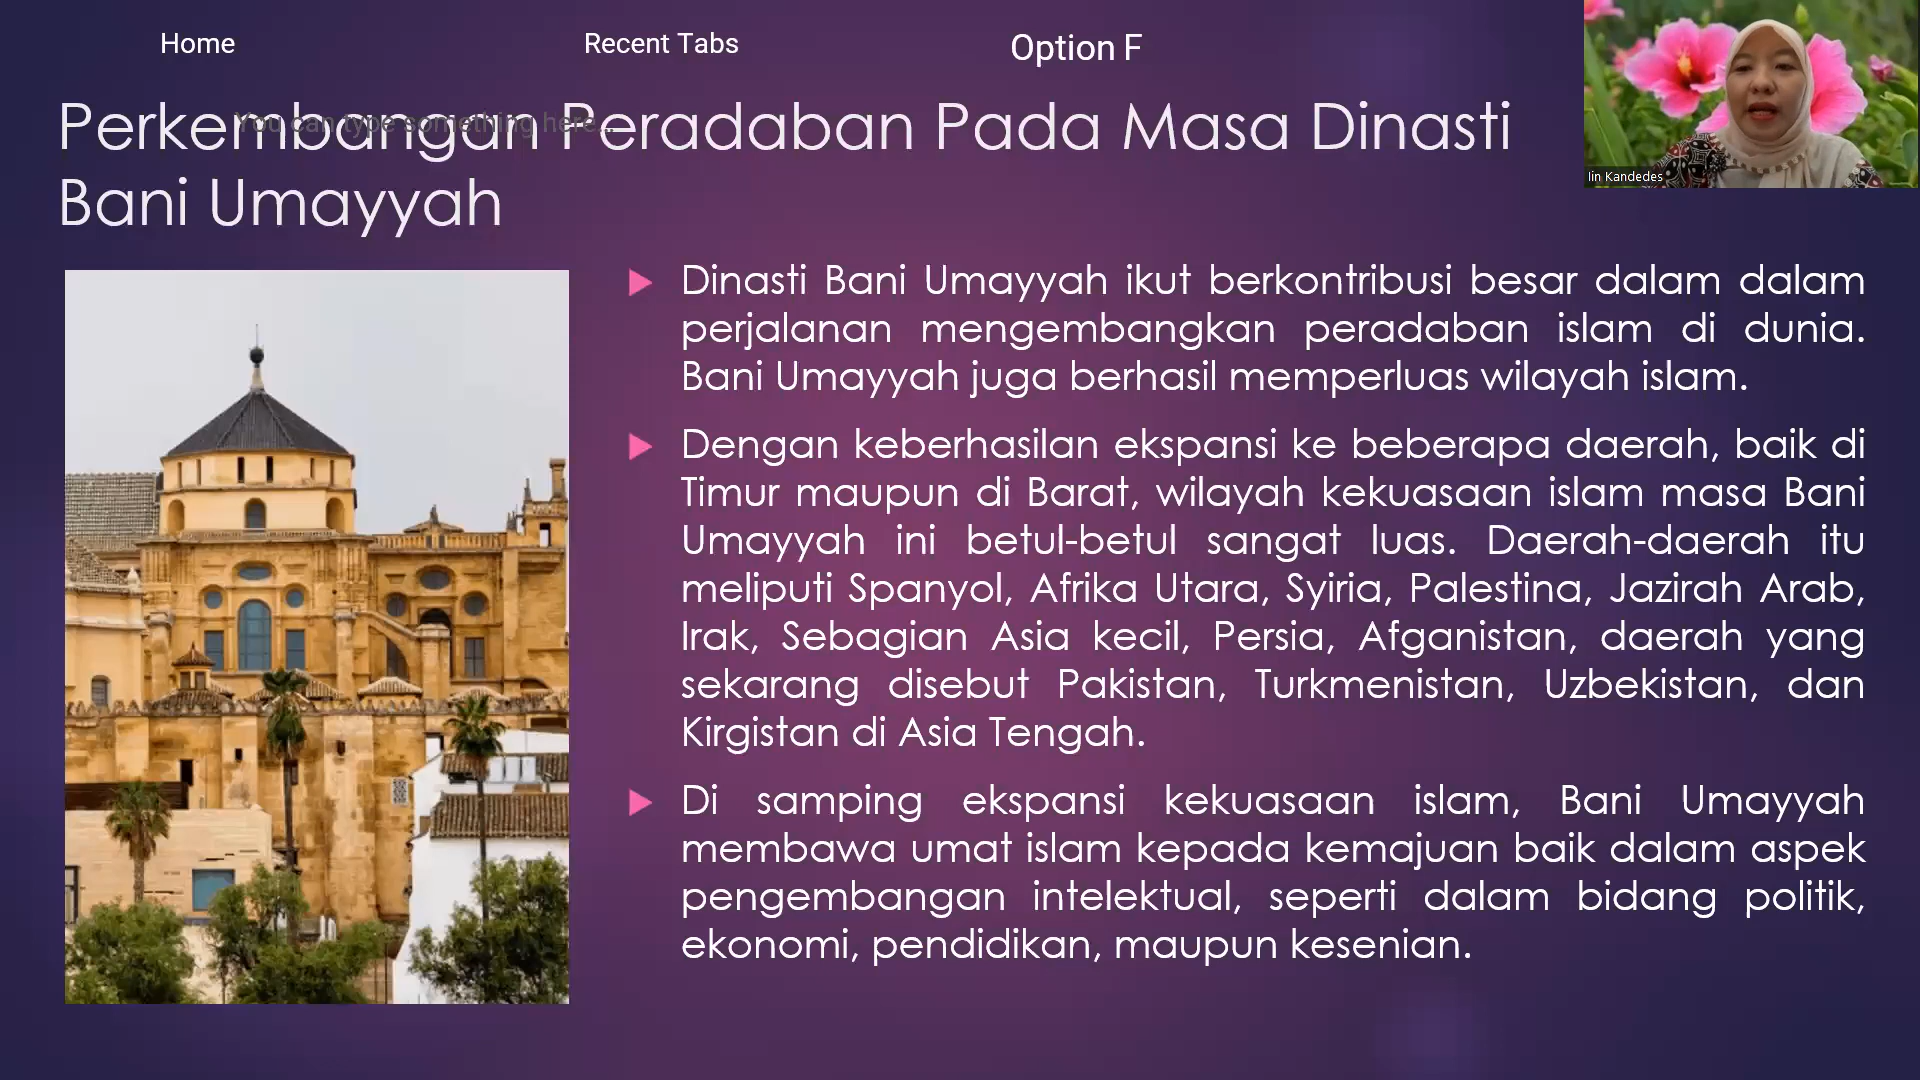 Home
Recent Tabs
Option F
You can type something here...
Perkembangan Peradaban Pada Masa Dinasti
Bani Umayyah
Iin Kandedes
Dinasti Bani Umayyah ikut berkontribusi besar dalam dalam
perjalanan mengembangkan peradaban islam di dunia.
Bani Umayyah juga berhasil memperluas wilayah islam.
Dengan keberhasilan ekspansi ke beberapa daerah, baik di
Timur maupun di Barat, wilayah kekuasaan islam masa Bani
Umayyah ini betul-betul sangat luas. Daerah-daerah itu
meliputi Spanyol, Afrika Utara, Syiria, Palestina, Jazirah Arab,
Irak, Sebagian Asia kecil, Persia, Afganistan, daerah yang
sekarang disebut Pakistan, Turkmenistan, Uzbekistan, dan
Kirgistan di Asia Tengah.
Di samping ekspansi kekuasaan islam, Bani Umayyah
membawa umat islam kepada kemajuan baik dalam aspek
pengembangan intelektual, seperti dalam bidang politik,
ekonomi, pendidikan, maupun kesenian.